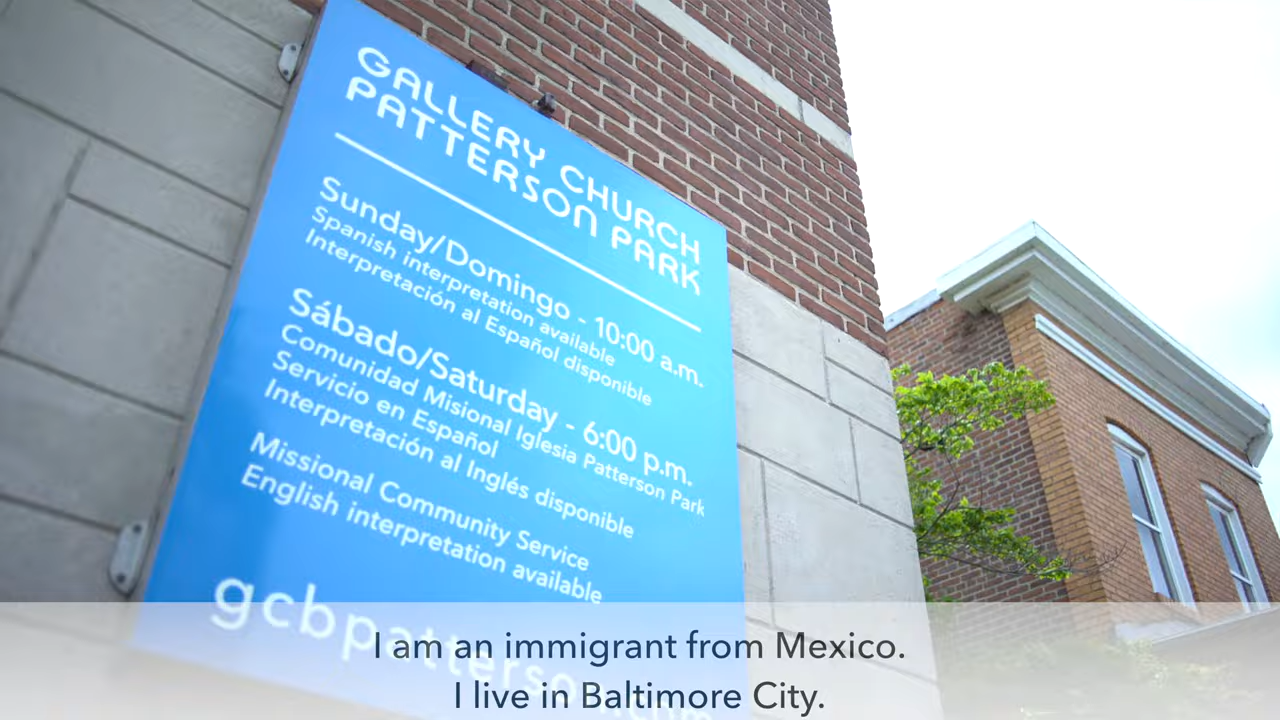 GALLERY CHURCH
PATTERSON PARK
Sunday/Domingo - 10:00 a.m.
Spanish interpretation available
Interpretación al Español disponible
Sábado/Saturday - 6:00 p.m.
Comunidad Misional Iglesia Patterson Park
Servicio en Español
Interpretación al Inglés disponible
Missional Community Service
English interpretation available
gcbpatterson.com
I am an immigrant from Mexico.
I live in Baltimore City.